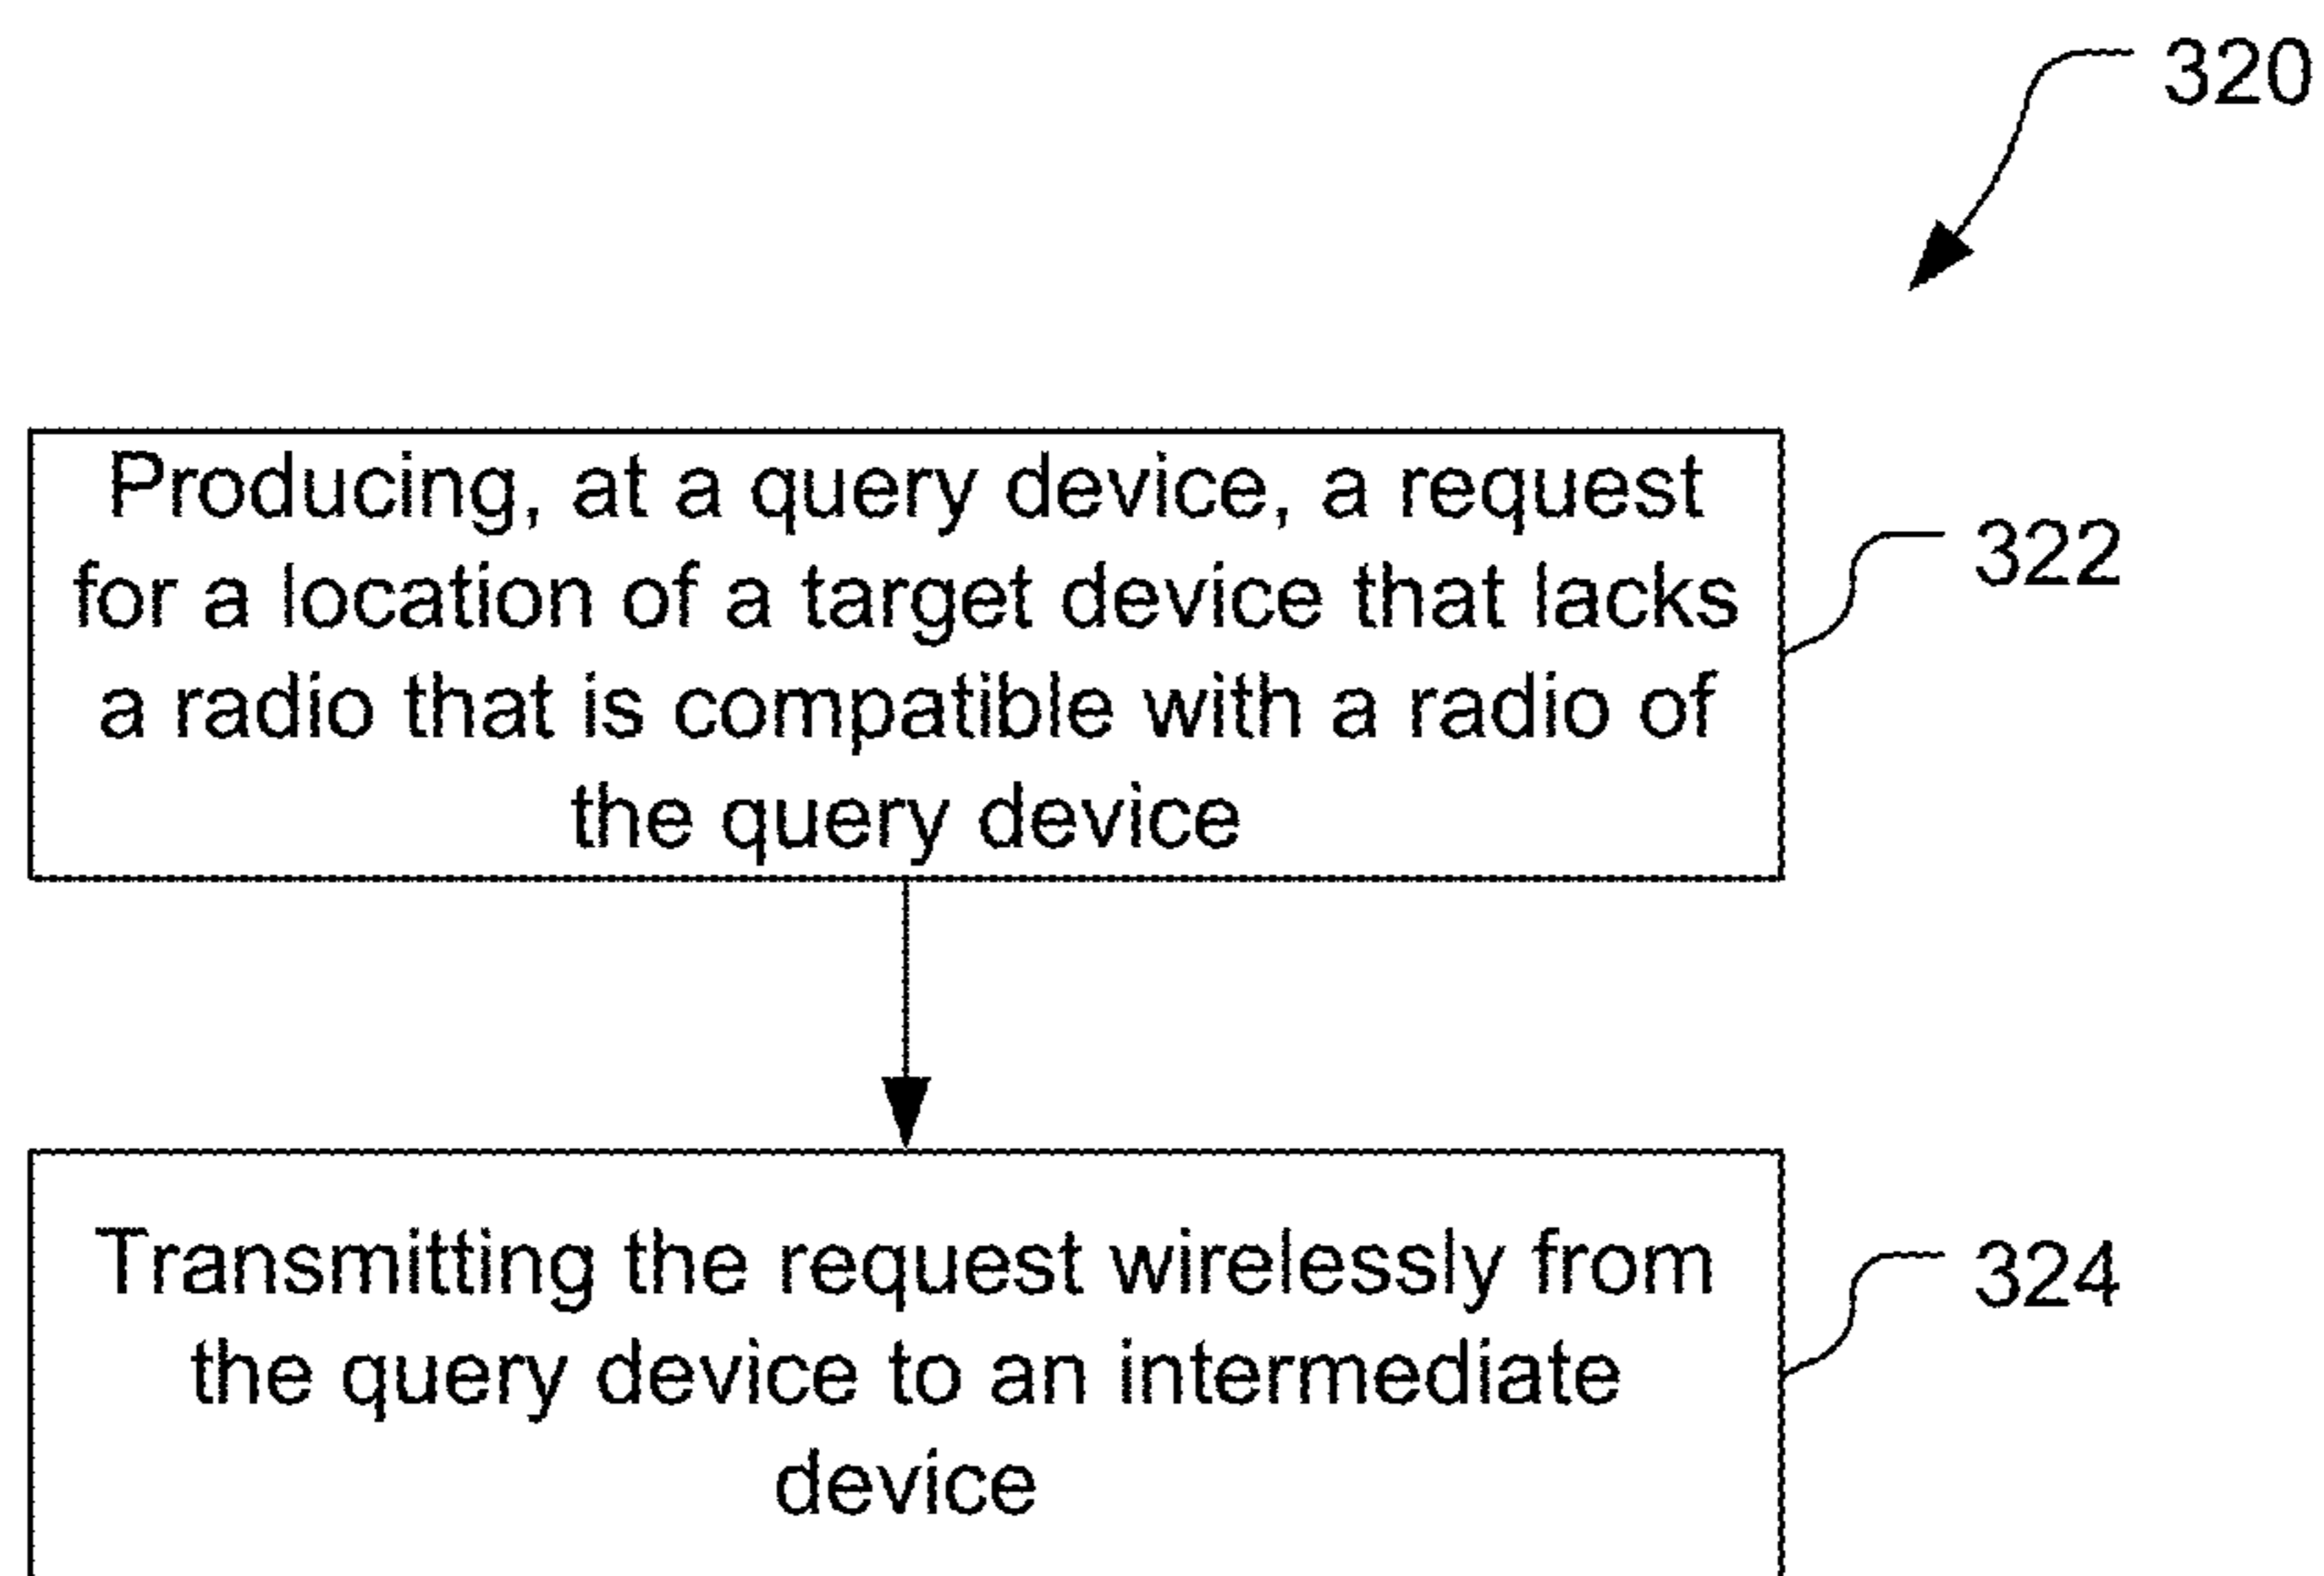 320
Producing, at a query device, a request
for a location of a target device that lacks
a radio that is compatible with a radio of
the query device
322
Transmitting the request wirelessly from
the query device to an intermediate
device
324